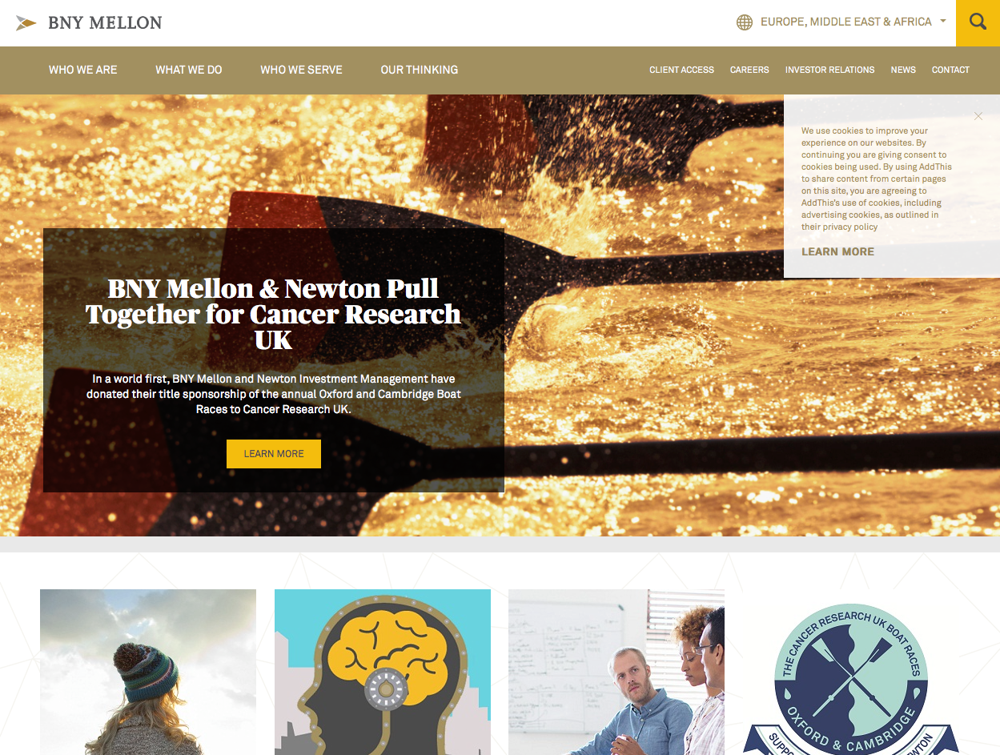 BNY MELLON
EUROPE, MIDDLE EAST & AFRICA
WHO WE ARE
WHAT WE DO
WHO WE SERVE
OUR THINKING
CLIENT ACCESS
CAREERS
INVESTOR RELATIONS
NEWS
CONTACT
We use cookies to improve your
experience on our websites. By
continuing you are giving consent to
cookies being used. By using AddThis
to share content from certain pages
on this site, you are agreeing to
AddThis's use of cookies, including
advertising cookies, as outlined in
their privacy policy
LEARN MORE
BNY Mellon & Newton Pull
Together for Cancer Research
UK
In a world first, BNY Mellon and Newton Investment Management have
donated their title sponsorship of the annual Oxford and Cambridge Boat
Races to Cancer Research UK.
LEARN MORE
THE CANCER RESEARCH UK BOAT RACES
OXFORD & CAMBRIDGE